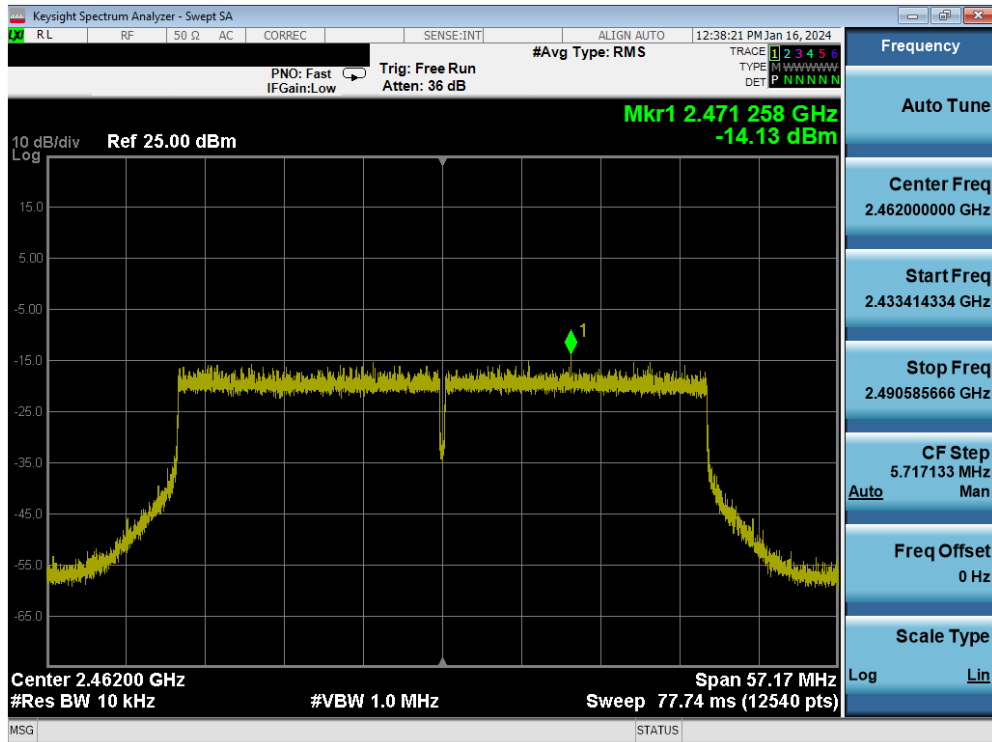 Keysight Spectrum Analyzer - Swept SA
LXI RL RF 50 Ω AC CORREC SENSE:INT ALIGN AUTO 12:38:21 PM Jan 16, 2024
PNO: Fast Trig: Free Run #Avg Type: RMS TRACE 1 2 3 4 5 6
IFGain:Low Atten: 36 dB TYPE M W W W W W
DET P N N N N N
Mkr1 2.471 258 GHz
10 dB/div Ref 25.00 dBm -14.13 dBm
Log
15.0
5.00
-5.00
1
-15.0
-25.0
-35.0
-45.0
-55.0
-65.0
Center 2.46200 GHz Span 57.17 MHz
#Res BW 10 kHz #VBW 1.0 MHz Sweep 77.74 ms (12540 pts)
MSG STATUS
Frequency
Auto Tune
Center Freq
2.462000000 GHz
Start Freq
2.433414334 GHz
Stop Freq
2.490585666 GHz
CF Step
5.717133 MHz
Auto Man
Freq Offset
0 Hz
Scale Type
Log Lin